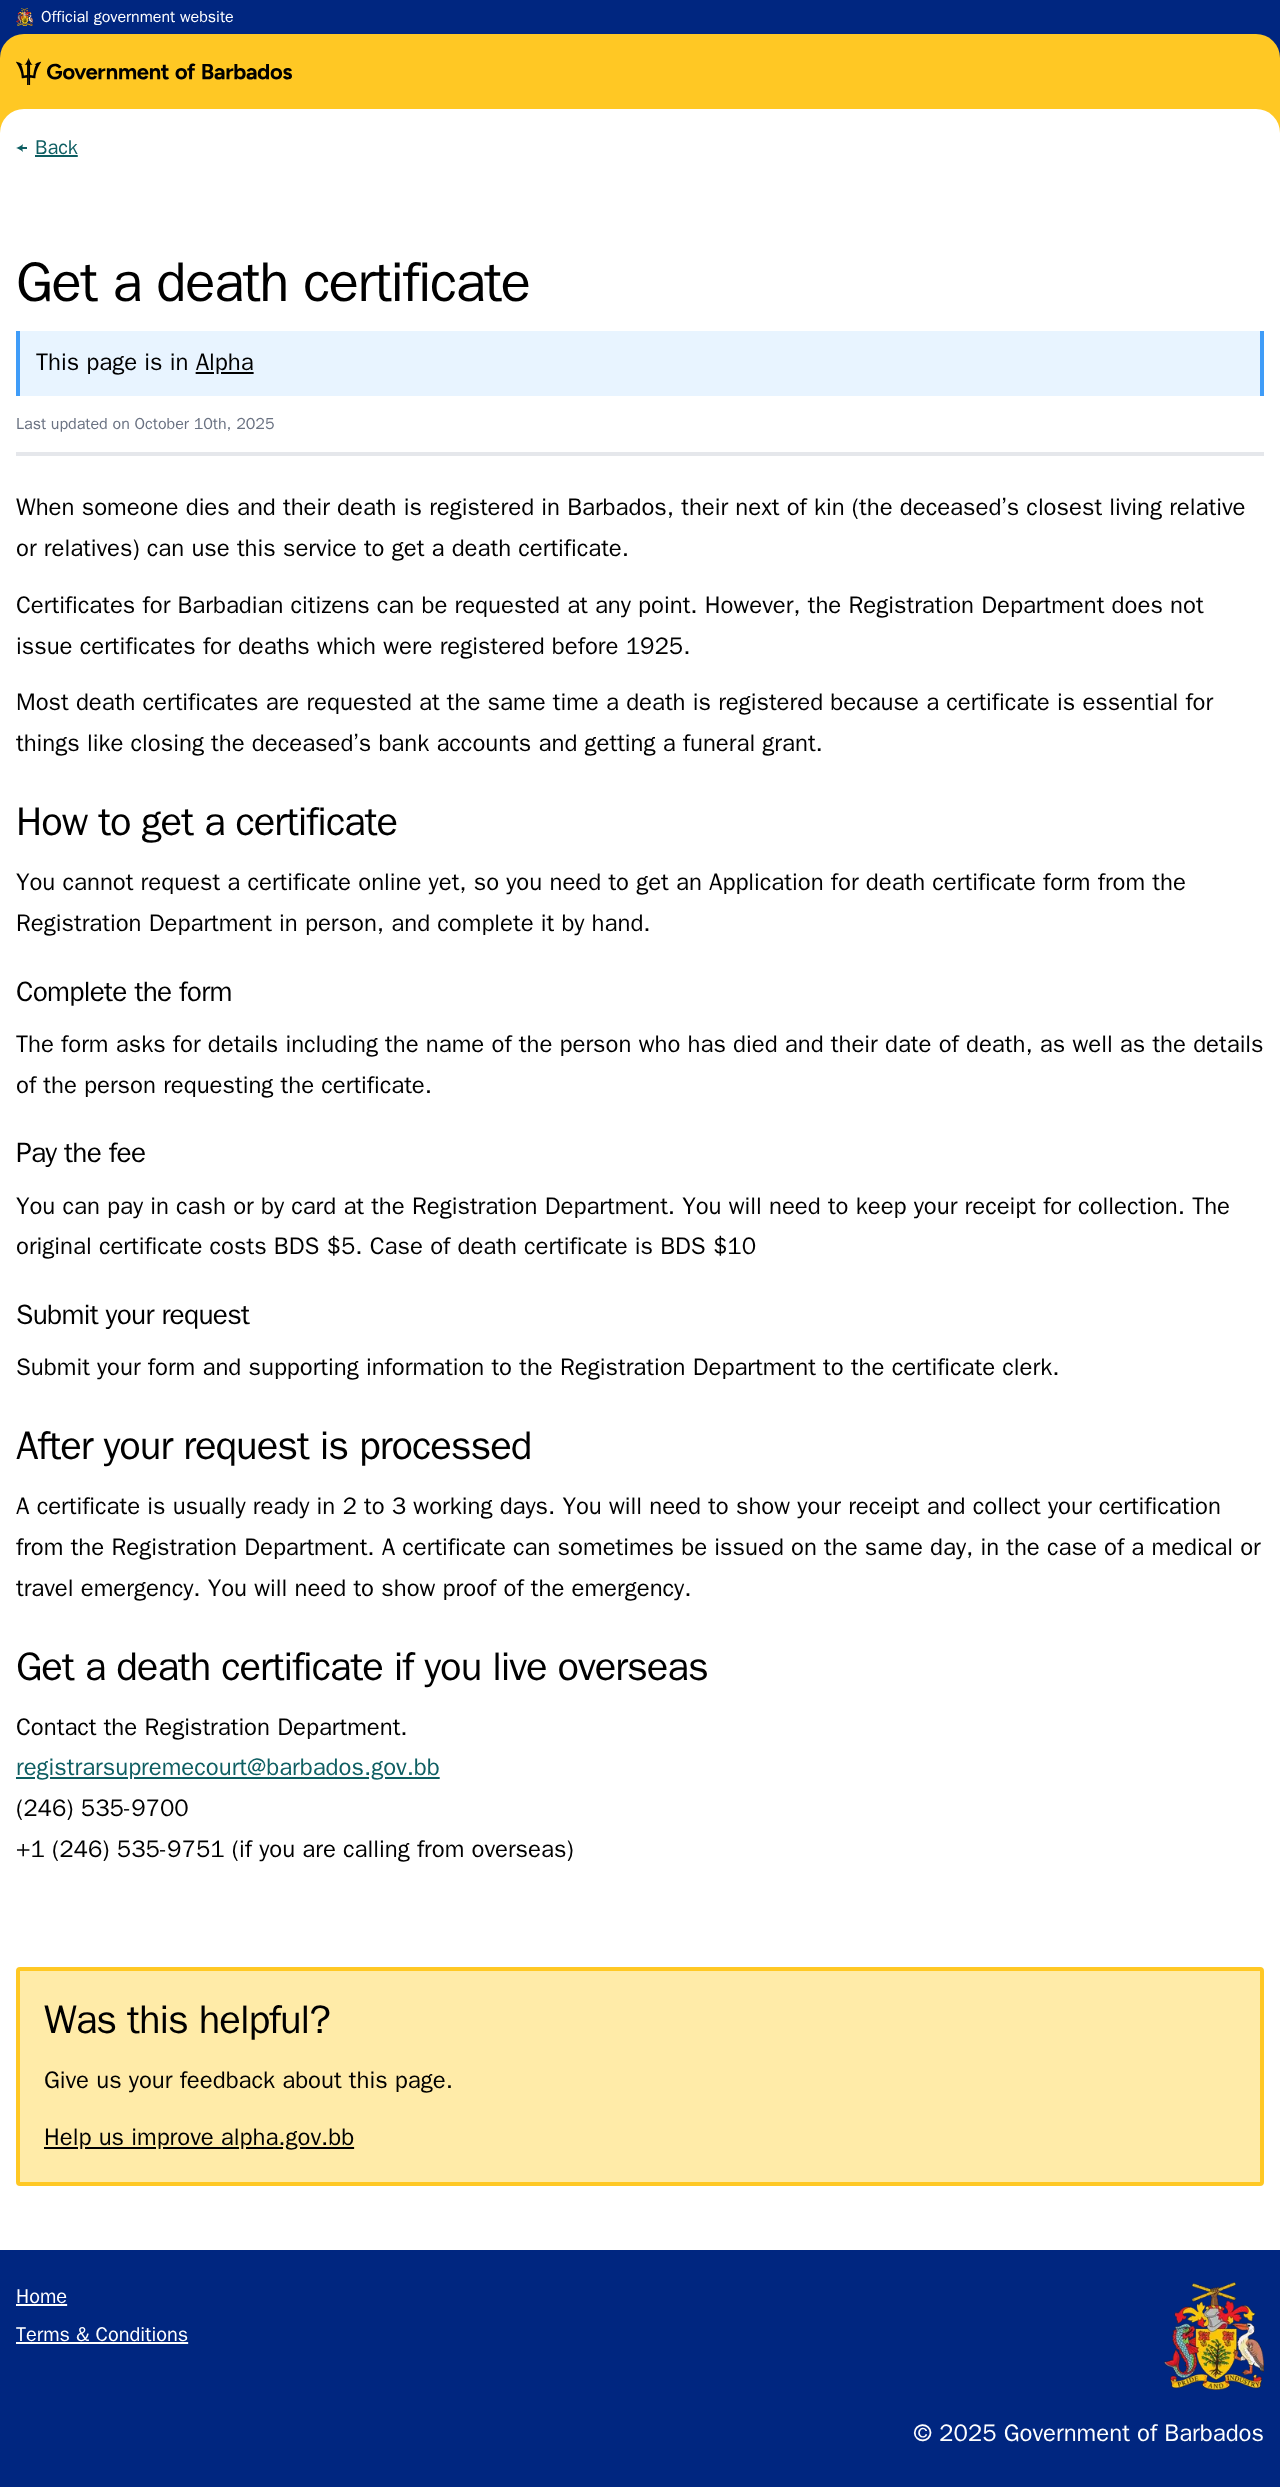 Official government website
Government of Barbados
Back
Get a death certificate
This page is in Alpha
Last updated on October 10th, 2025
When someone dies and their death is registered in Barbados, their next of kin (the deceased’s closest living relative
or relatives) can use this service to get a death certificate.
Certificates for Barbadian citizens can be requested at any point. However, the Registration Department does not
issue certificates for deaths which were registered before 1925.
Most death certificates are requested at the same time a death is registered because a certificate is essential for
things like closing the deceased’s bank accounts and getting a funeral grant.
How to get a certificate
You cannot request a certificate online yet, so you need to get an Application for death certificate form from the
Registration Department in person, and complete it by hand.
Complete the form
The form asks for details including the name of the person who has died and their date of death, as well as the details
of the person requesting the certificate.
Pay the fee
You can pay in cash or by card at the Registration Department. You will need to keep your receipt for collection. The
original certificate costs BDS $5. Case of death certificate is BDS $10
Submit your request
Submit your form and supporting information to the Registration Department to the certificate clerk.
After your request is processed
A certificate is usually ready in 2 to 3 working days. You will need to show your receipt and collect your certification
from the Registration Department. A certificate can sometimes be issued on the same day, in the case of a medical or
travel emergency. You will need to show proof of the emergency.
Get a death certificate if you live overseas
Contact the Registration Department.
registrarsupremecourt@barbados.gov.bb
(246) 535-9700
+1 (246) 535-9751 (if you are calling from overseas)
Was this helpful?
Give us your feedback about this page.
Help us improve alpha.gov.bb
Home
Terms & Conditions
PRIDE AND INDUSTRY
© 2025 Government of Barbados